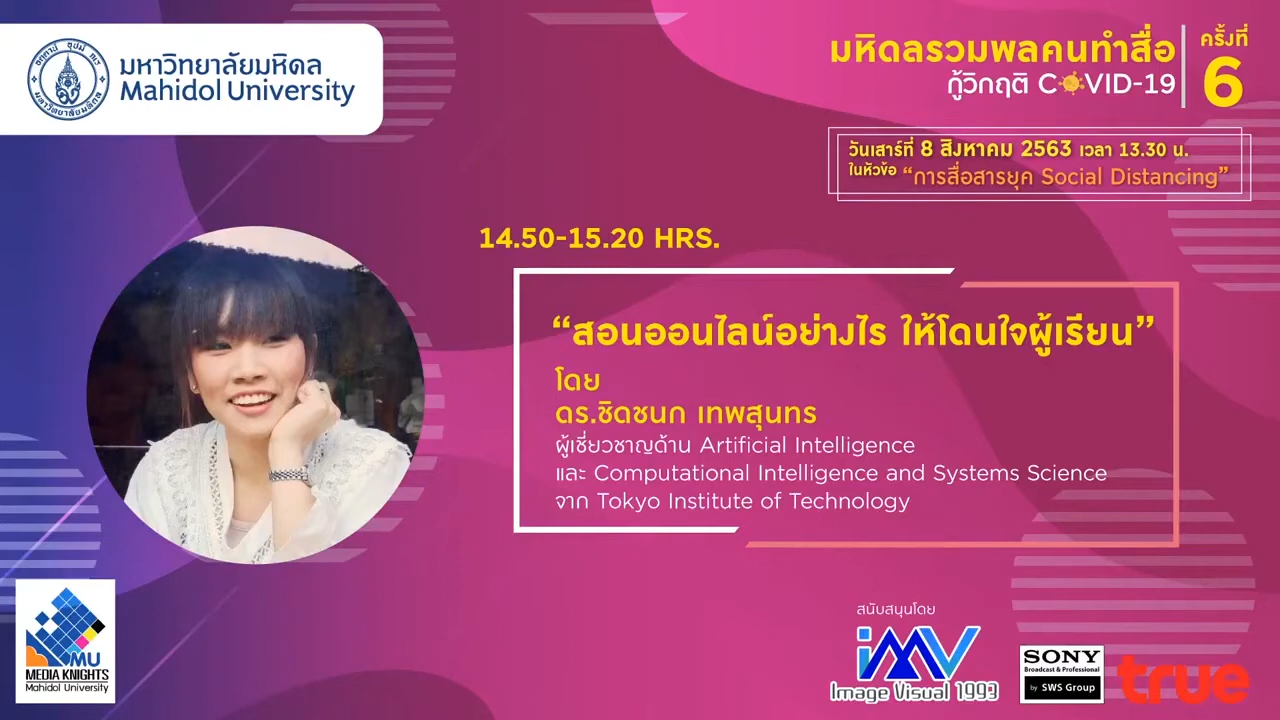 มหาวิทยาลัยมหิดล
Mahidol University
มหิดลรวมพลคนทำสื่อ
กู้วิกฤติ COVID-19
ครั้งที่
6
วันเสาร์ที่ 8 สิงหาคม 2563 เวลา 13.30 น.
ในหัวข้อ “การสื่อสารยุค Social Distancing”
14.50-15.20 HRS.
“สอนออนไลน์อย่างไร ให้โดนใจผู้เรียน”
โดย
ดร.ชิดชนก เทพสุนทร
ผู้เชี่ยวชาญด้าน Artificial Intelligence
และ Computational Intelligence and Systems Science
จาก Tokyo Institute of Technology
MU
MEDIA KNIGHTS
Mahidol University
สนับสนุนโดย
iMV
Image Visual 1993
SONY
Broadcast & Professional
by SWS Group
true